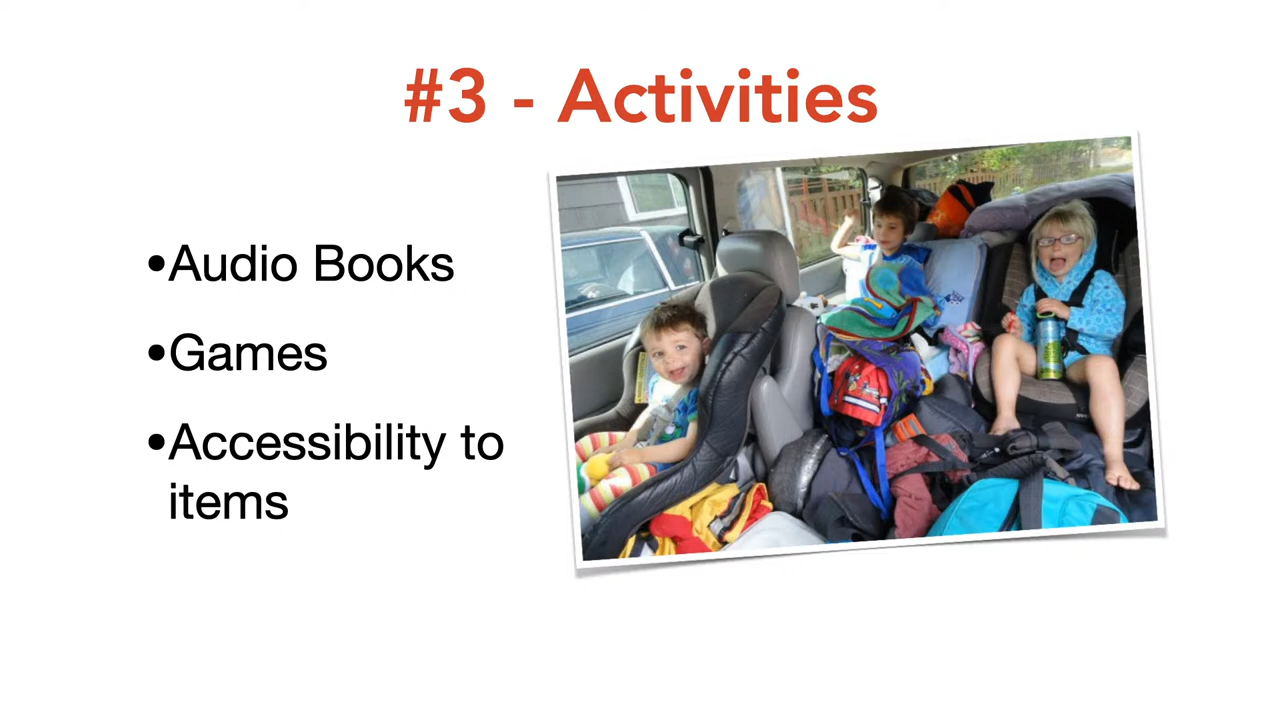 #3 - Activities
•Audio Books
•Games
•Accessibility to
items